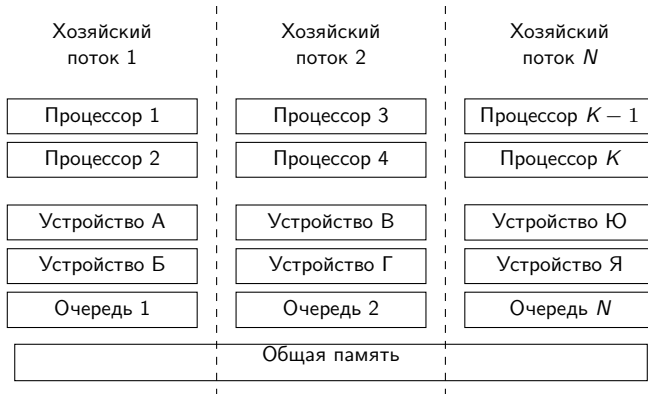 Хозяйский
поток 1
Хозяйский
поток 2
Хозяйский
поток N
Процессор 1
Процессор 3
Процессор K − 1
Процессор 2
Процессор 4
Процессор K
Устройство А
Устройство В
Устройство Ю
Устройство Б
Устройство Г
Устройство Я
Очередь 1
Очередь 2
Очередь N
Общая память